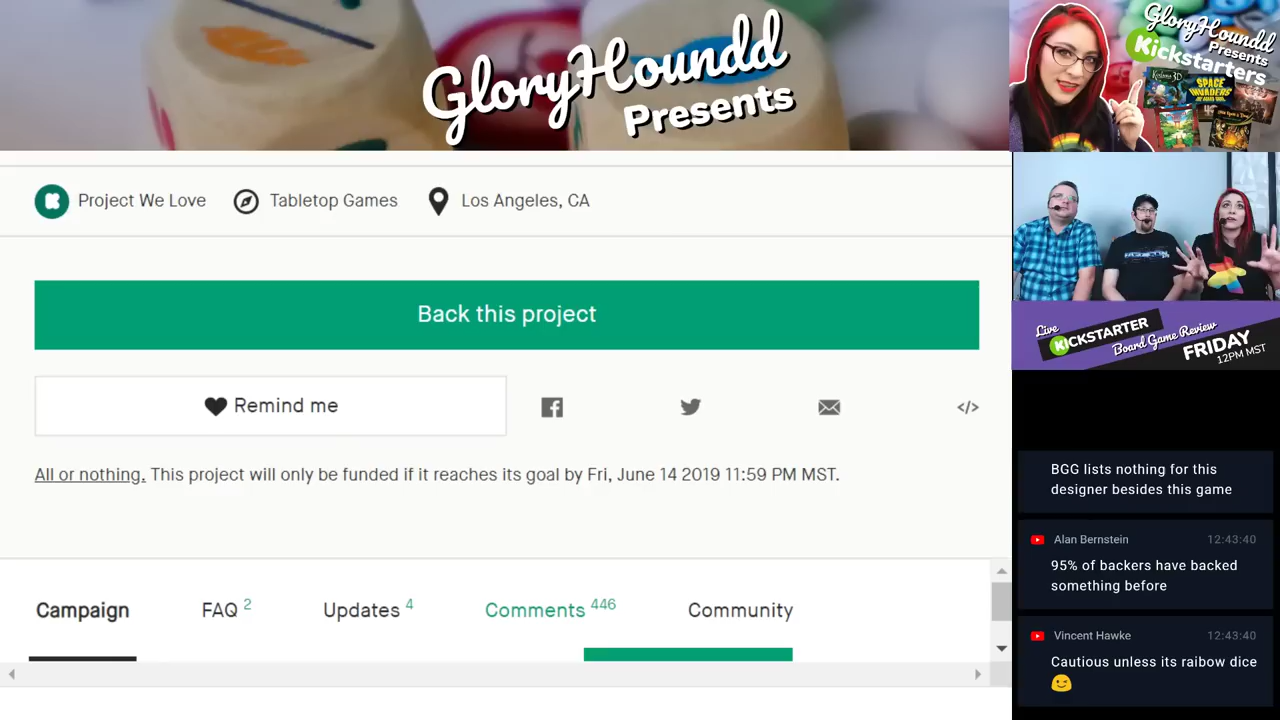 GloryHoundd
Presents
GloryHoundd
Presents
Kickstarters
SPACE
INVADERS
Project We Love
Tabletop Games
Los Angeles, CA
Back this project
Live
KICKSTARTER
Board Game Review
FRIDAY
12PM MST
Remind me
All or nothing. This project will only be funded if it reaches its goal by Fri, June 14 2019 11:59 PM MST.
Campaign
FAQ 2
Updates 4
Comments 446
Community
BGG lists nothing for this
designer besides this game
Alan Bernstein
12:43:40
95% of backers have backed
something before
Vincent Hawke
12:43:40
Cautious unless its raibow dice